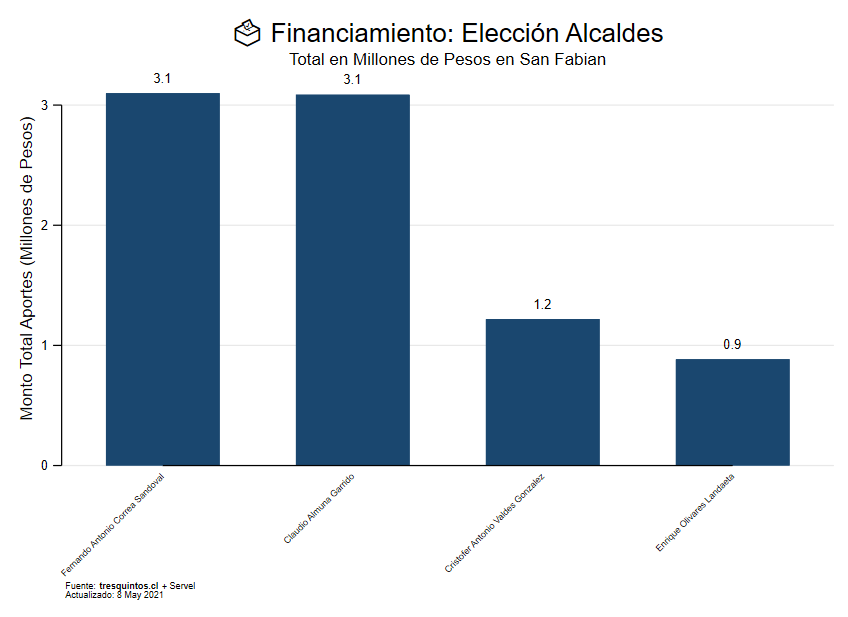 Financiamiento: Elección Alcaldes
Total en Millones de Pesos en San Fabian
Monto Total Aportes (Millones de Pesos)
3
2
1
0
3.1
3.1
1.2
0.9
Fernando Antonio Correa Sandoval
Claudio Almuna Garrido
Cristofer Antonio Valdes Gonzalez
Enrique Olivares Landaeta
Fuente: tresquintos.cl + Servel
Actualizado: 8 May 2021